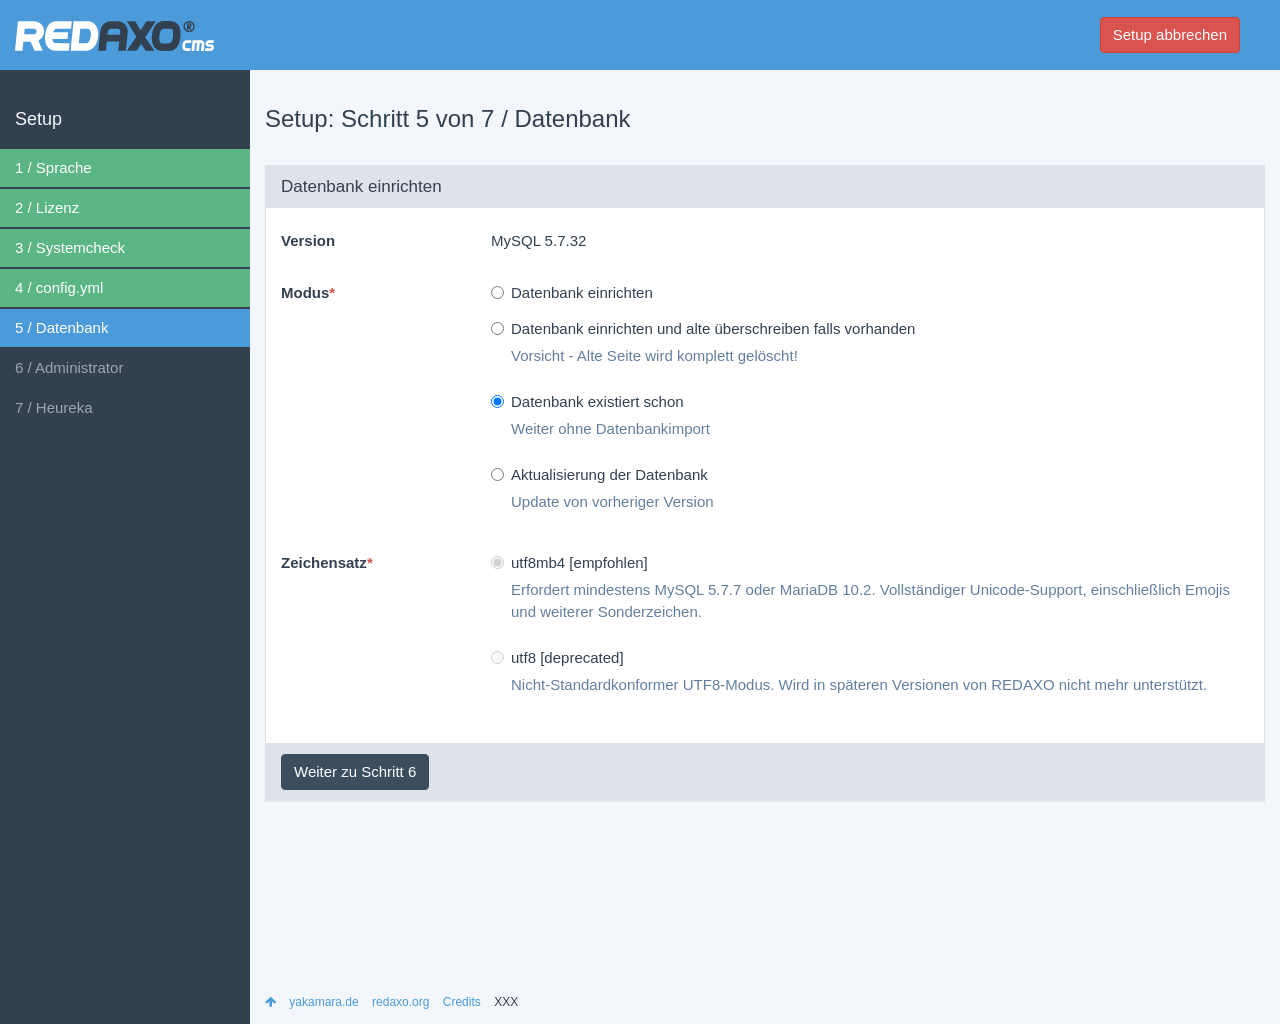 REDAXO® cms
Setup abbrechen
Setup
1 / Sprache
2 / Lizenz
3 / Systemcheck
4 / config.yml
5 / Datenbank
6 / Administrator
7 / Heureka
Setup: Schritt 5 von 7 / Datenbank
Datenbank einrichten
Version
MySQL 5.7.32
Modus*
Datenbank einrichten
Datenbank einrichten und alte überschreiben falls vorhanden
Vorsicht - Alte Seite wird komplett gelöscht!
Datenbank existiert schon
Weiter ohne Datenbankimport
Aktualisierung der Datenbank
Update von vorheriger Version
Zeichensatz*
utf8mb4 [empfohlen]
Erfordert mindestens MySQL 5.7.7 oder MariaDB 10.2. Vollständiger Unicode-Support, einschließlich Emojis
und weiterer Sonderzeichen.
utf8 [deprecated]
Nicht-Standardkonformer UTF8-Modus. Wird in späteren Versionen von REDAXO nicht mehr unterstützt.
Weiter zu Schritt 6
yakamara.de redaxo.org Credits XXX